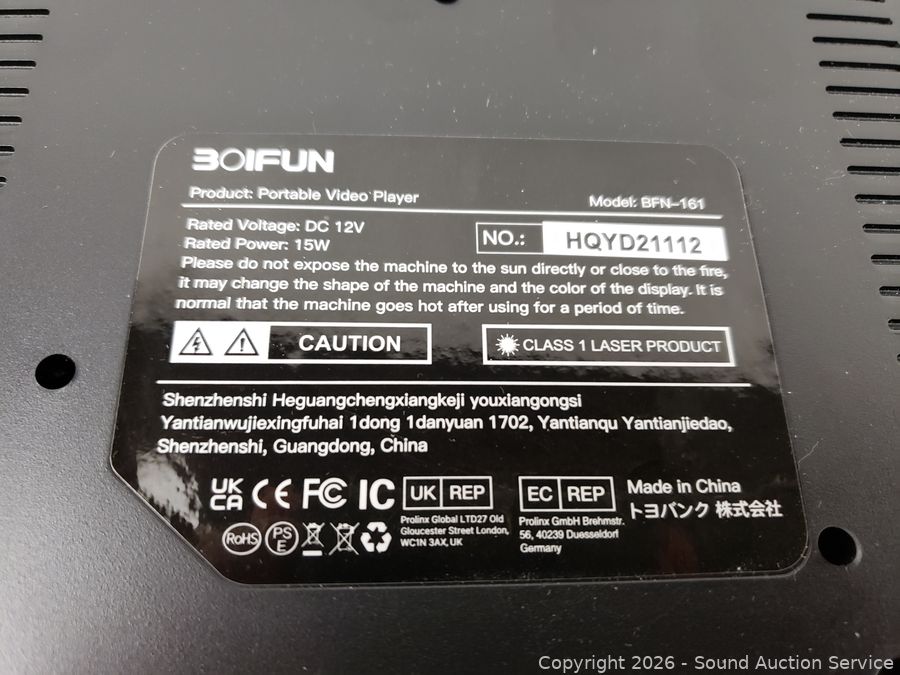 BOIFUN
Product: Portable Video Player
Model: BFN-161
Rated Voltage: DC 12V
Rated Power: 15W
NO.: HQYD21112
Please do not expose the machine to the sun directly or close to the fire,
it may change the shape of the machine and the color of the display. It is
normal that the machine goes hot after using for a period of time.
CAUTION
CLASS 1 LASER PRODUCT
Shenzhenshi Heguangchengxiangkeji youxiangongsi
Yantianwujiexingfuhai 1dong 1danyuan 1702, Yantianqu Yantianjiedao,
Shenzhenshi, Guangdong, China
UK CA CE FC IC
UK REP
EC REP
Made in China
トヨバンク 株式会社
RoHS PSE
Prolinx Global LTD27 Old
Gloucester Street London,
WC1N 3AX, UK
Prolinx GmbH Brehmstr.
56, 40239 Duesseldorf
Germany
Copyright 2026 - Sound Auction Service